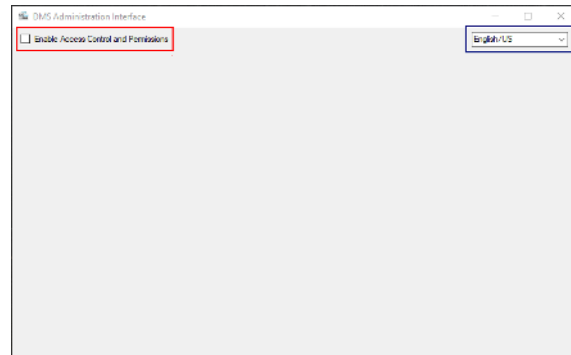 DMS Administration Interface
Enable Access Control and Permissions
English/US